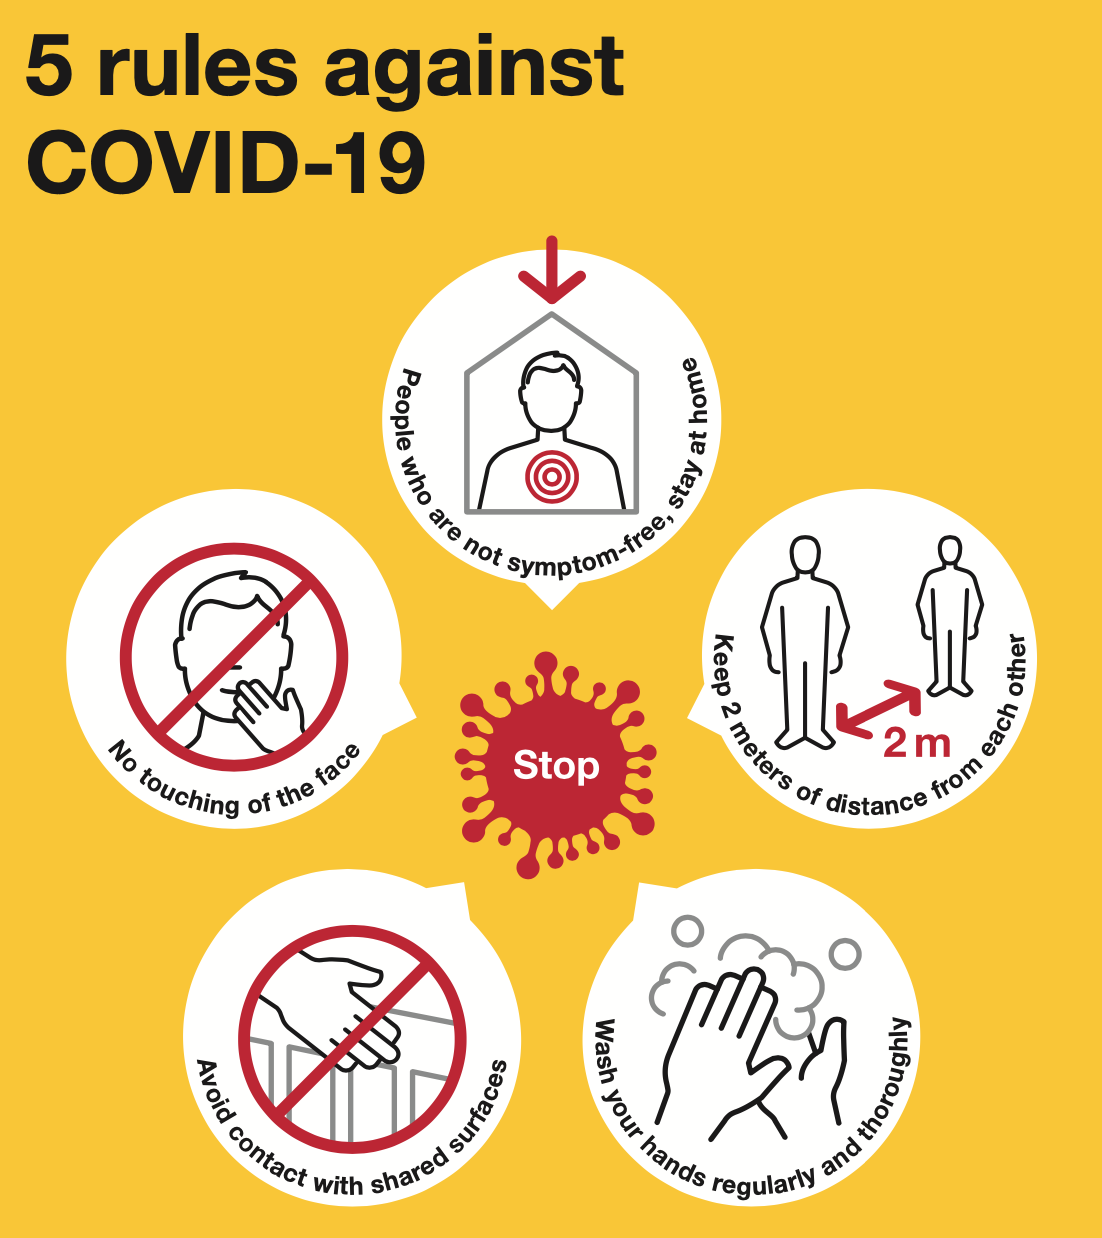 5 rules against
COVID-19
People who are not symptom-free, stay at home
No touching of the face
Keep 2 meters of distance from each other
2 m
Stop
Avoid contact with shared surfaces
Wash your hands regularly and thoroughly